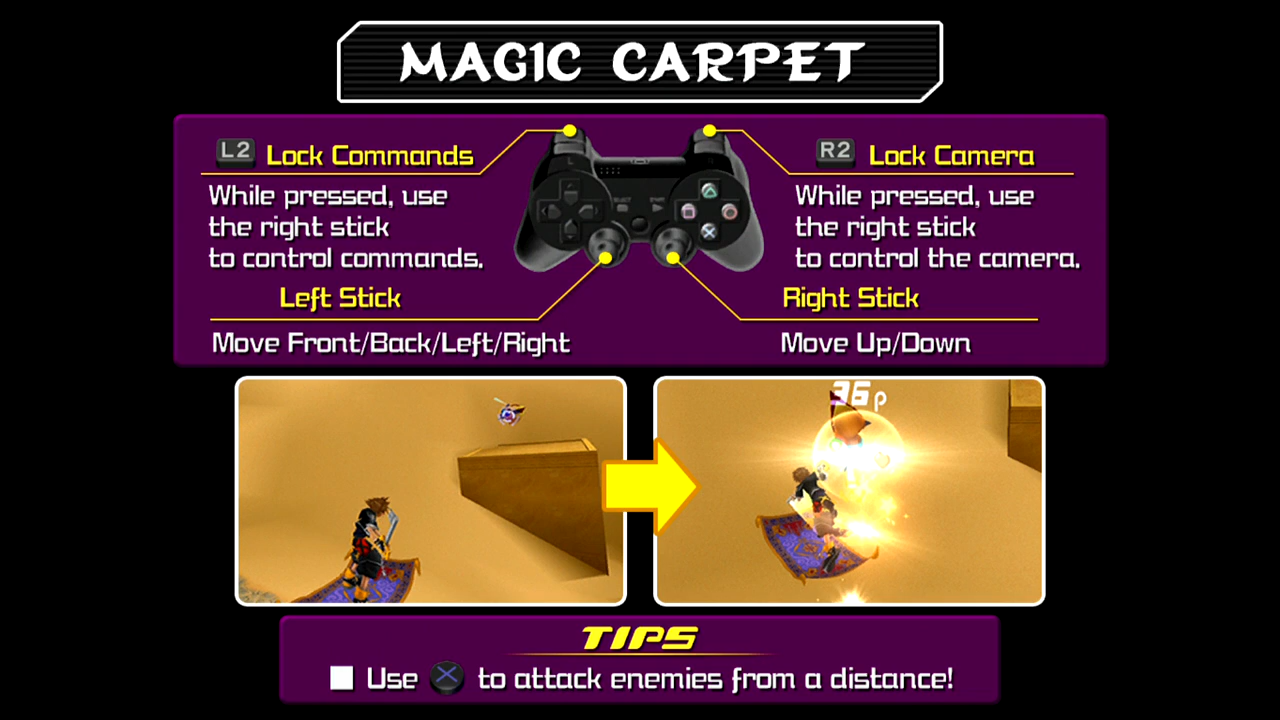 MAGIC CARPET
L2 Lock Commands
While pressed, use
the right stick
to control commands.
R2 Lock Camera
While pressed, use
the right stick
to control the camera.
Left Stick
Move Front/Back/Left/Right
Right Stick
Move Up/Down
36p
TIPS
Use to attack enemies from a distance!